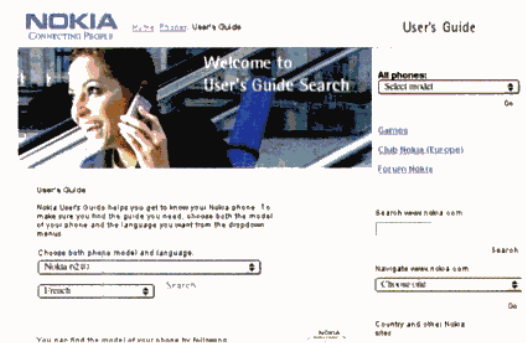 NOKIA
CONNECTING PEOPLE
Home Phones User's Guide
User's Guide
Welcome to
User's Guide Search
All phones:
Select model
Go
Games
Club Nokia (Europe)
Forum Nokia
User's Guide
Nokia User's Guide helps you get to know your Nokia phone. To
make sure you find the guide you need, choose both the model
of your phone and the language you want from the dropdown
menus
Choose both phone model and language.
Nokia
French
Search
Search www.nokia.com
Search
Navigate www.nokia.com
Choose
Go
Country and other Nokia
sites
You can find the model of your phone by following
NOKIA